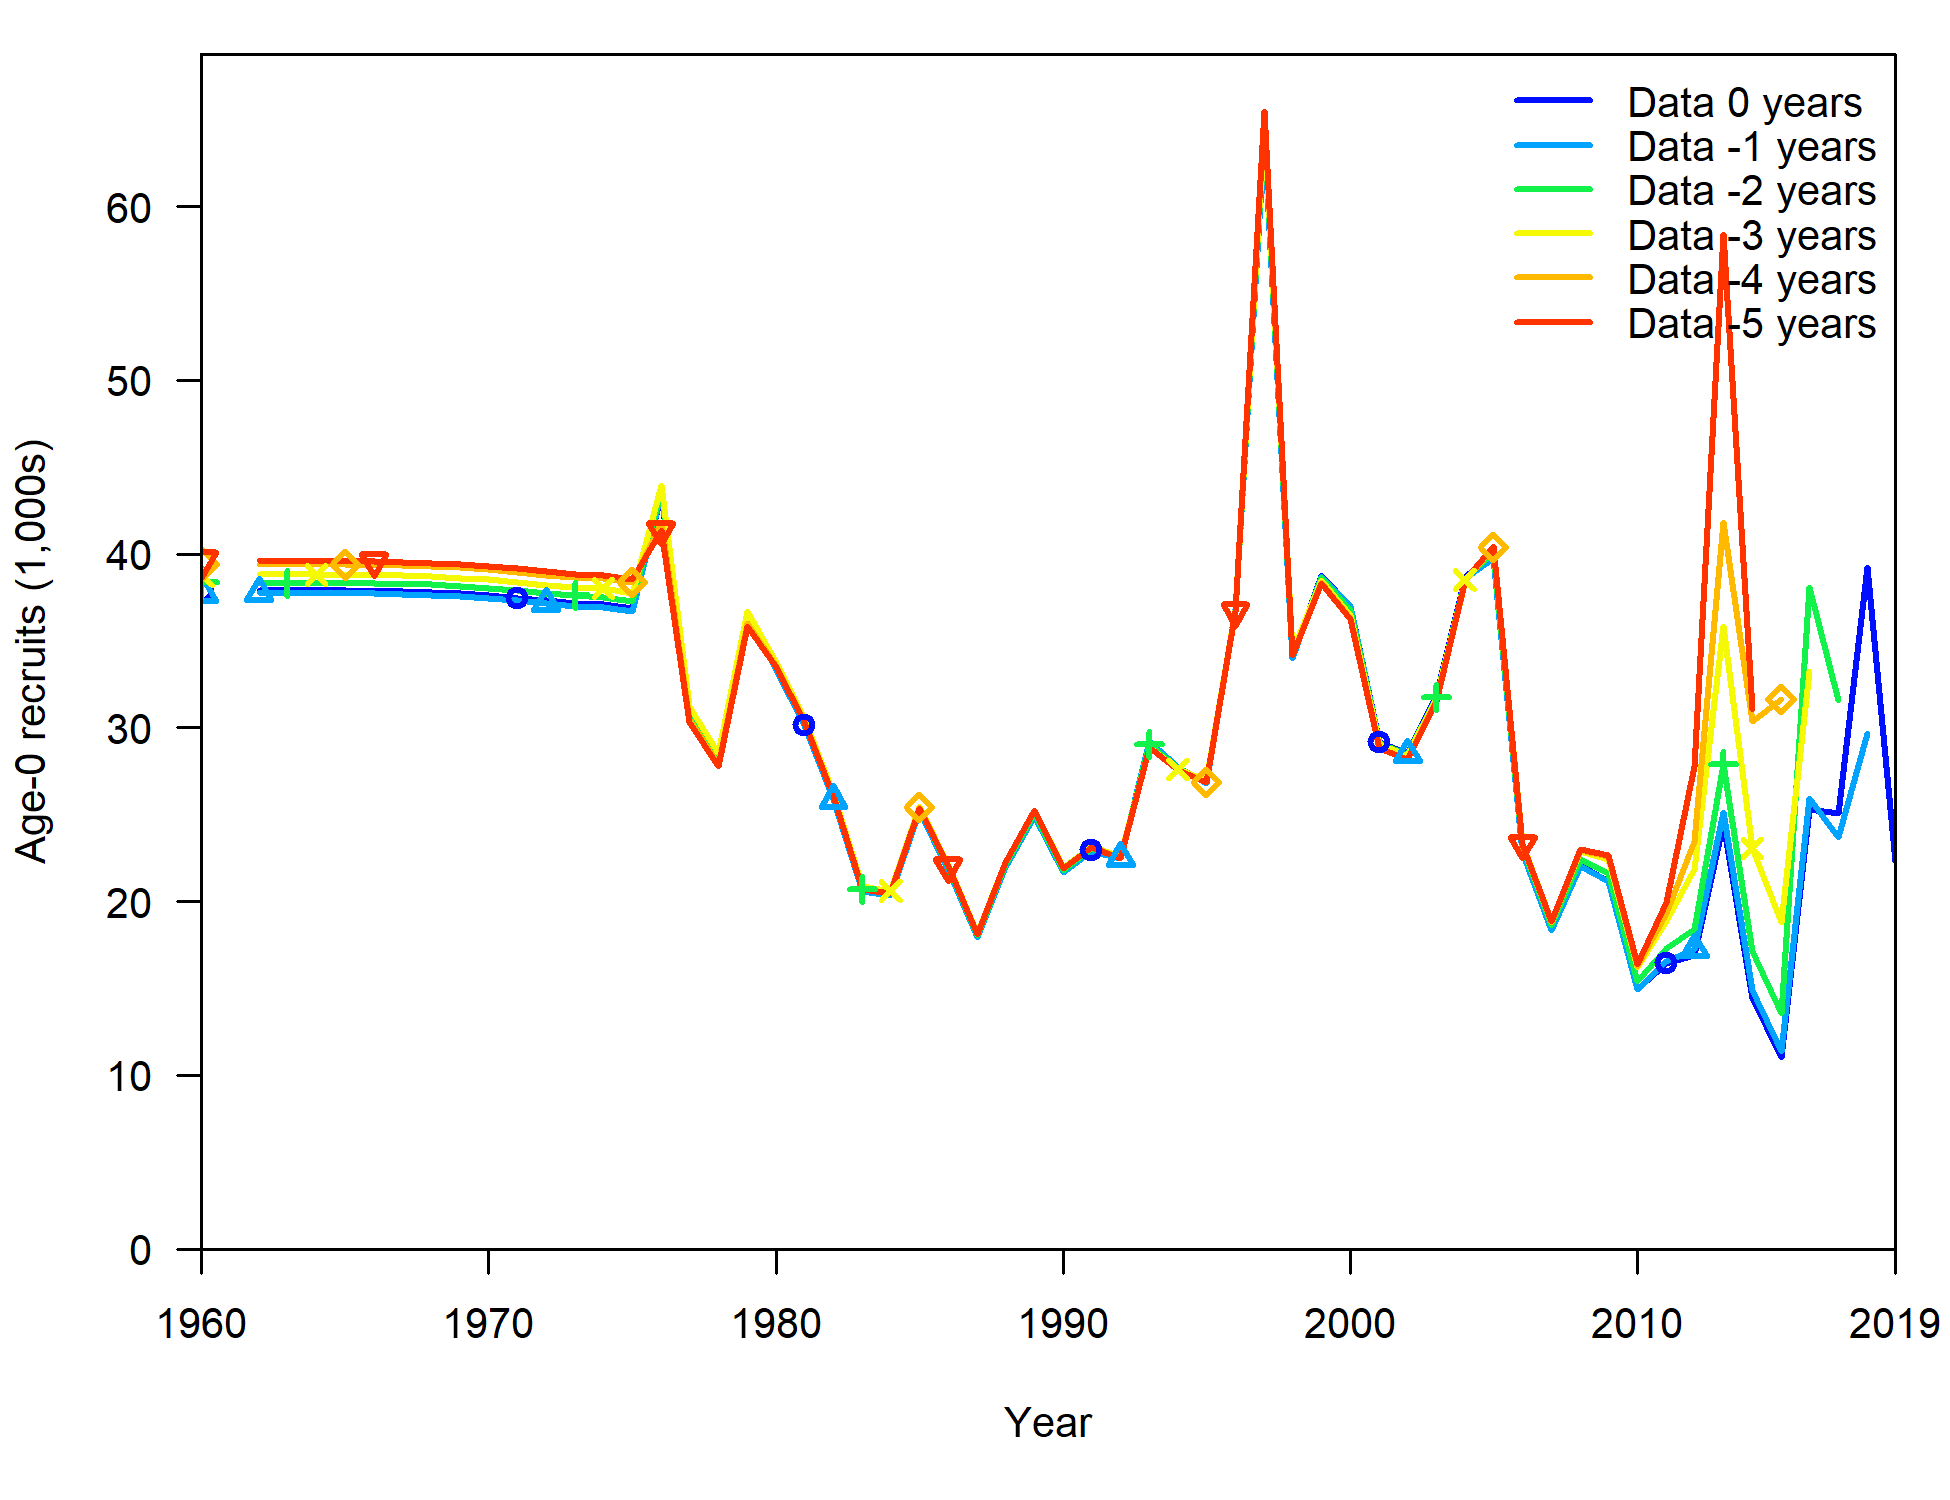 Data 0 years
Data -1 years
Data -2 years
Data -3 years
Data -4 years
Data -5 years
60
50
40
30
20
10
0
Age-0 recruits (1,000s)
1960 1970 1980 1990 2000 2010 2019
Year